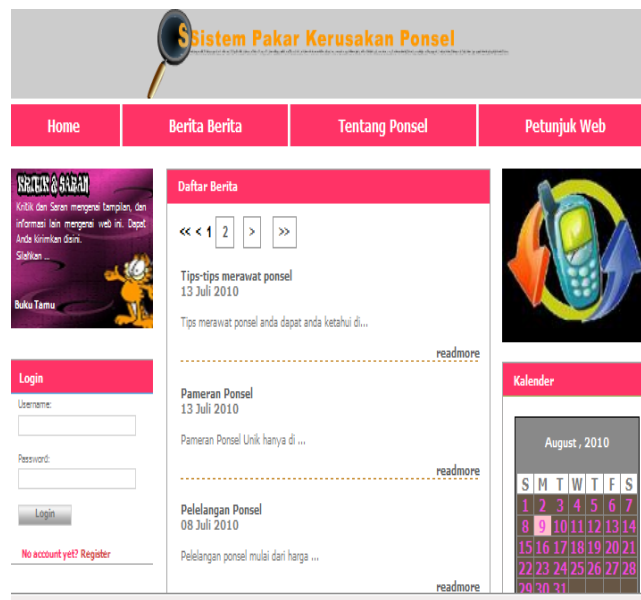 Sistem Pakar Kerusakan Ponsel
Home
Berita Berita
Tentang Ponsel
Petunjuk Web
KRITIK & SARAN
Kritik dan Saran mengenai tampilan, dan
informasi lain mengenai web ini. Dapat
Anda kirimkan disini.
Silahkan ...
Buku Tamu
Login
Username:
Password:
Login
No account yet? Register
Daftar Berita
<< < 1 2 > >>
Tips-tips merawat ponsel
13 Juli 2010
Tips merawat ponsel anda dapat anda ketahui di...
readmore
Pameran Ponsel
13 Juli 2010
Pameran Ponsel Unik hanya di ...
readmore
Pelelangan Ponsel
08 Juli 2010
Pelelangan ponsel mulai dari harga ...
readmore
Kalender
August , 2010
S M T W T F S
1 2 3 4 5 6 7
8 9 10 11 12 13 14
15 16 17 18 19 20 21
22 23 24 25 26 27 28
29 30 31